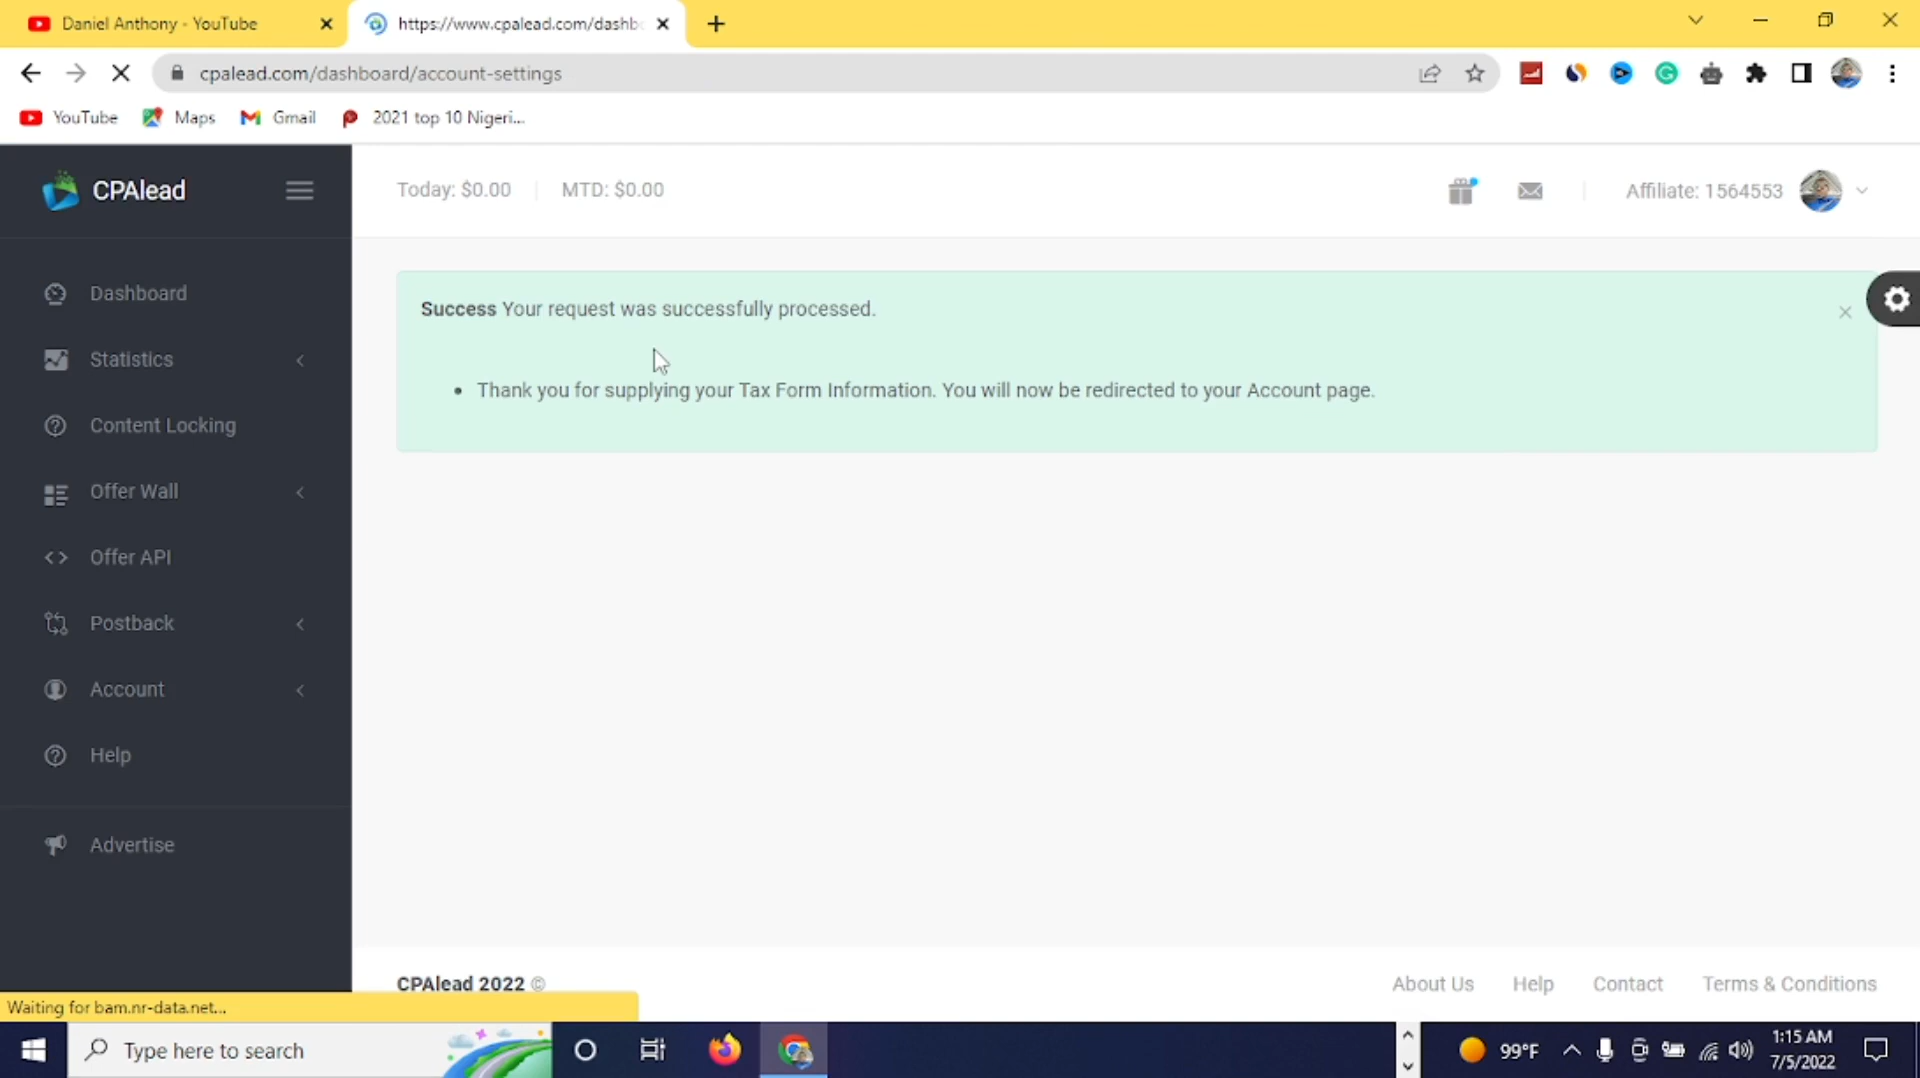 Daniel Anthony - YouTube
https://www.cpalead.com/dashb
cpalead.com/dashboard/account-settings
YouTube
Maps
Gmail
2021 top 10 Nigeri...
CPAlead
Today: $0.00
MTD: $0.00
Affiliate: 1564553
Dashboard
Statistics
Content Locking
Offer Wall
Offer API
Postback
Account
Help
Advertise
Success Your request was successfully processed.
Thank you for supplying your Tax Form Information. You will now be redirected to your Account page.
CPAlead 2022 ©
About Us
Help
Contact
Terms & Conditions
Waiting for bam.nr-data.net...
Type here to search
99°F
1:15 AM
7/5/2022